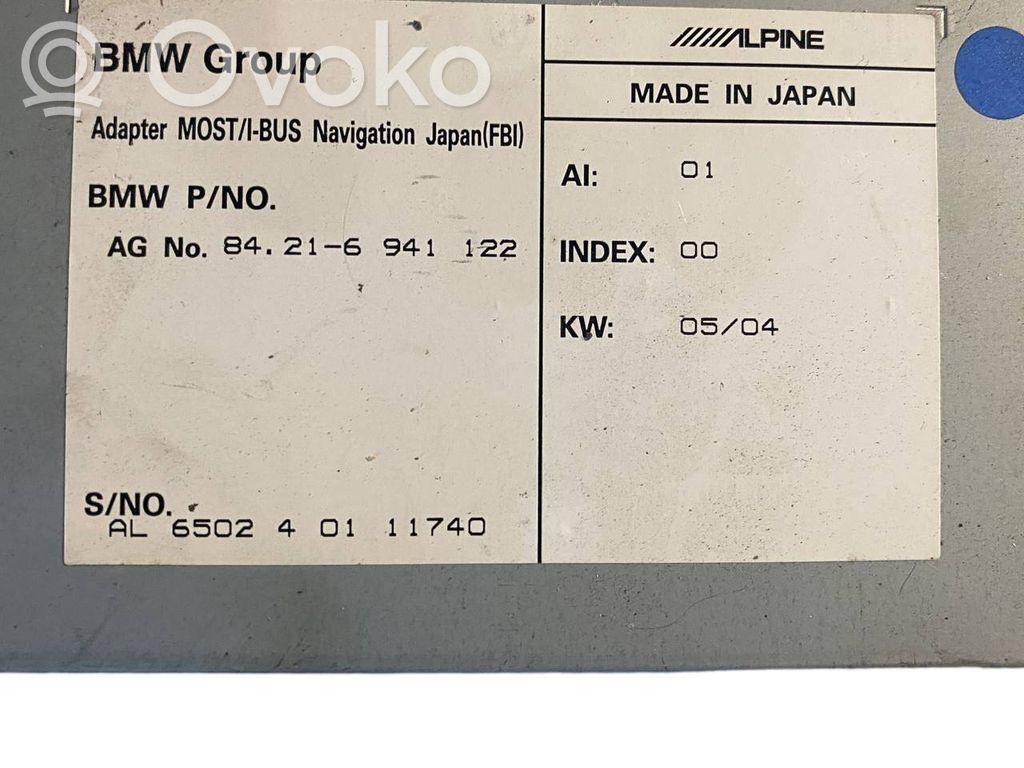 BMW Group
Adapter MOST/I-BUS Navigation Japan(FBI)
BMW P/NO.
AG No. 84.21-6 941 122
S/NO.
AL 6502 4 01 11740
ALPINE
MADE IN JAPAN
AI: 01
INDEX: 00
KW: 05/04
Ovoko